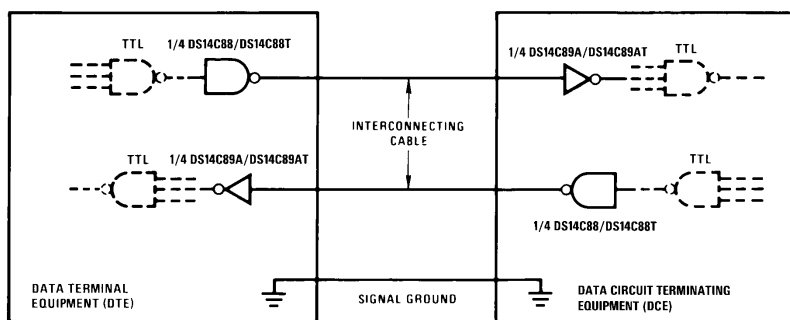 TTL
1/4 DS14C88/DS14C88T
1/4 DS14C89A/DS14C89AT
TTL
INTERCONNECTING
CABLE
TTL
1/4 DS14C89A/DS14C89AT
TTL
1/4 DS14C88/DS14C88T
DATA TERMINAL
EQUIPMENT (DTE)
SIGNAL GROUND
DATA CIRCUIT TERMINATING
EQUIPMENT (DCE)